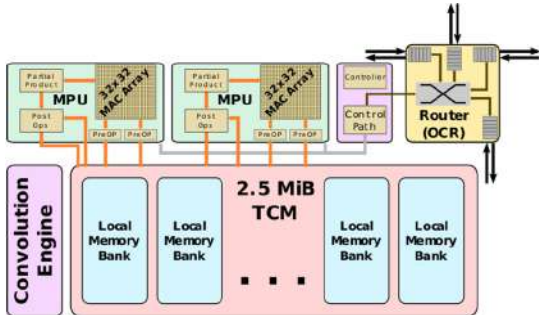 Partial
Product
MPU
Post
Ops
32x32
MAC Array
PreOP
PreOP
Partial
Product
MPU
Post
Ops
32x32
MAC Array
PreOP
PreOP
Controller
Control
Path
Router
(OCR)
Convolution
Engine
2.5 MiB
TCM
Local
Memory
Bank
Local
Memory
Bank
. . .
Local
Memory
Bank
Local
Memory
Bank